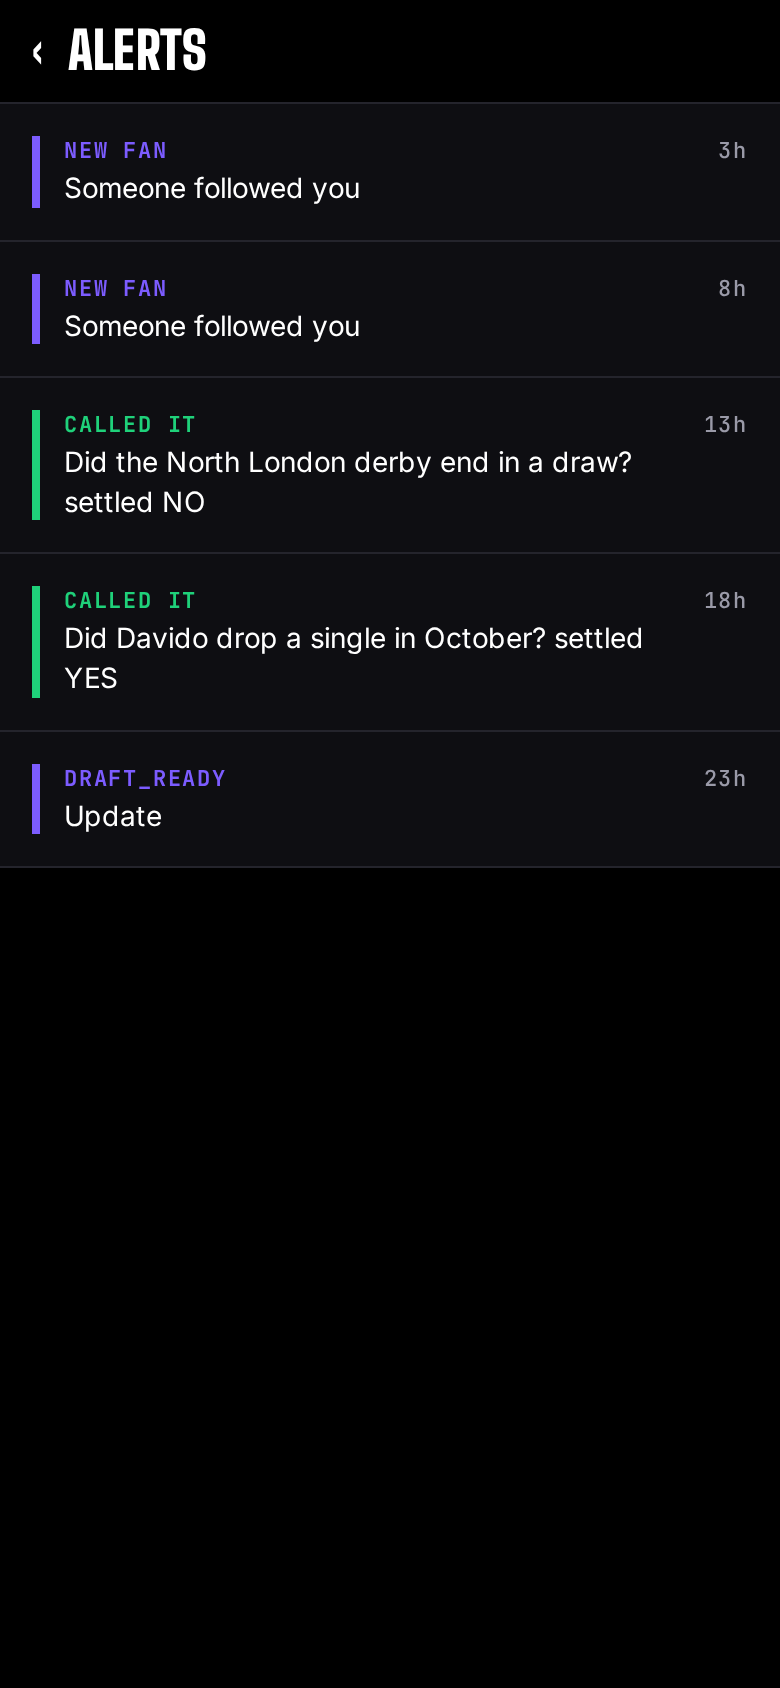 ‹ ALERTS
NEW FAN 3h
Someone followed you
NEW FAN 8h
Someone followed you
CALLED IT 13h
Did the North London derby end in a draw?
settled NO
CALLED IT 18h
Did Davido drop a single in October? settled
YES
DRAFT_READY 23h
Update